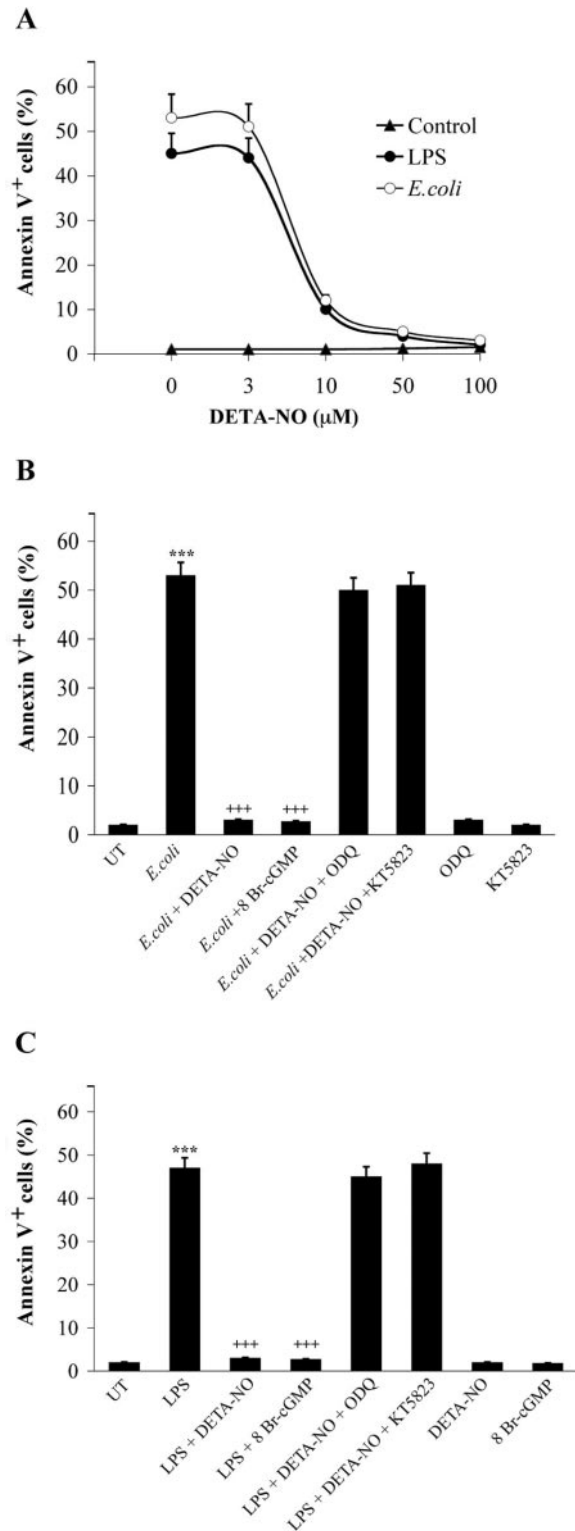 A
Annexin V+ cells (%)
60
50
40
30
20
10
0
Control
LPS
E.coli
0 3 10 50 100
DETA-NO (μM)
B
Annexin V+ cells (%)
60
50
40
30
20
10
0
***
+++ +++
UT
E.coli
E.coli + DETA-NO
E.coli +8 Br-cGMP
E.coli + DETA-NO + ODQ
E.coli +DETA-NO +KT5823
ODQ
KT5823
C
Annexin V+ cells (%)
60
50
40
30
20
10
0
***
+++ +++
UT
LPS
LPS + DETA-NO
LPS + 8 Br-cGMP
LPS + DETA-NO + ODQ
LPS + DETA-NO + KT5823
DETA-NO
8 Br-cGMP